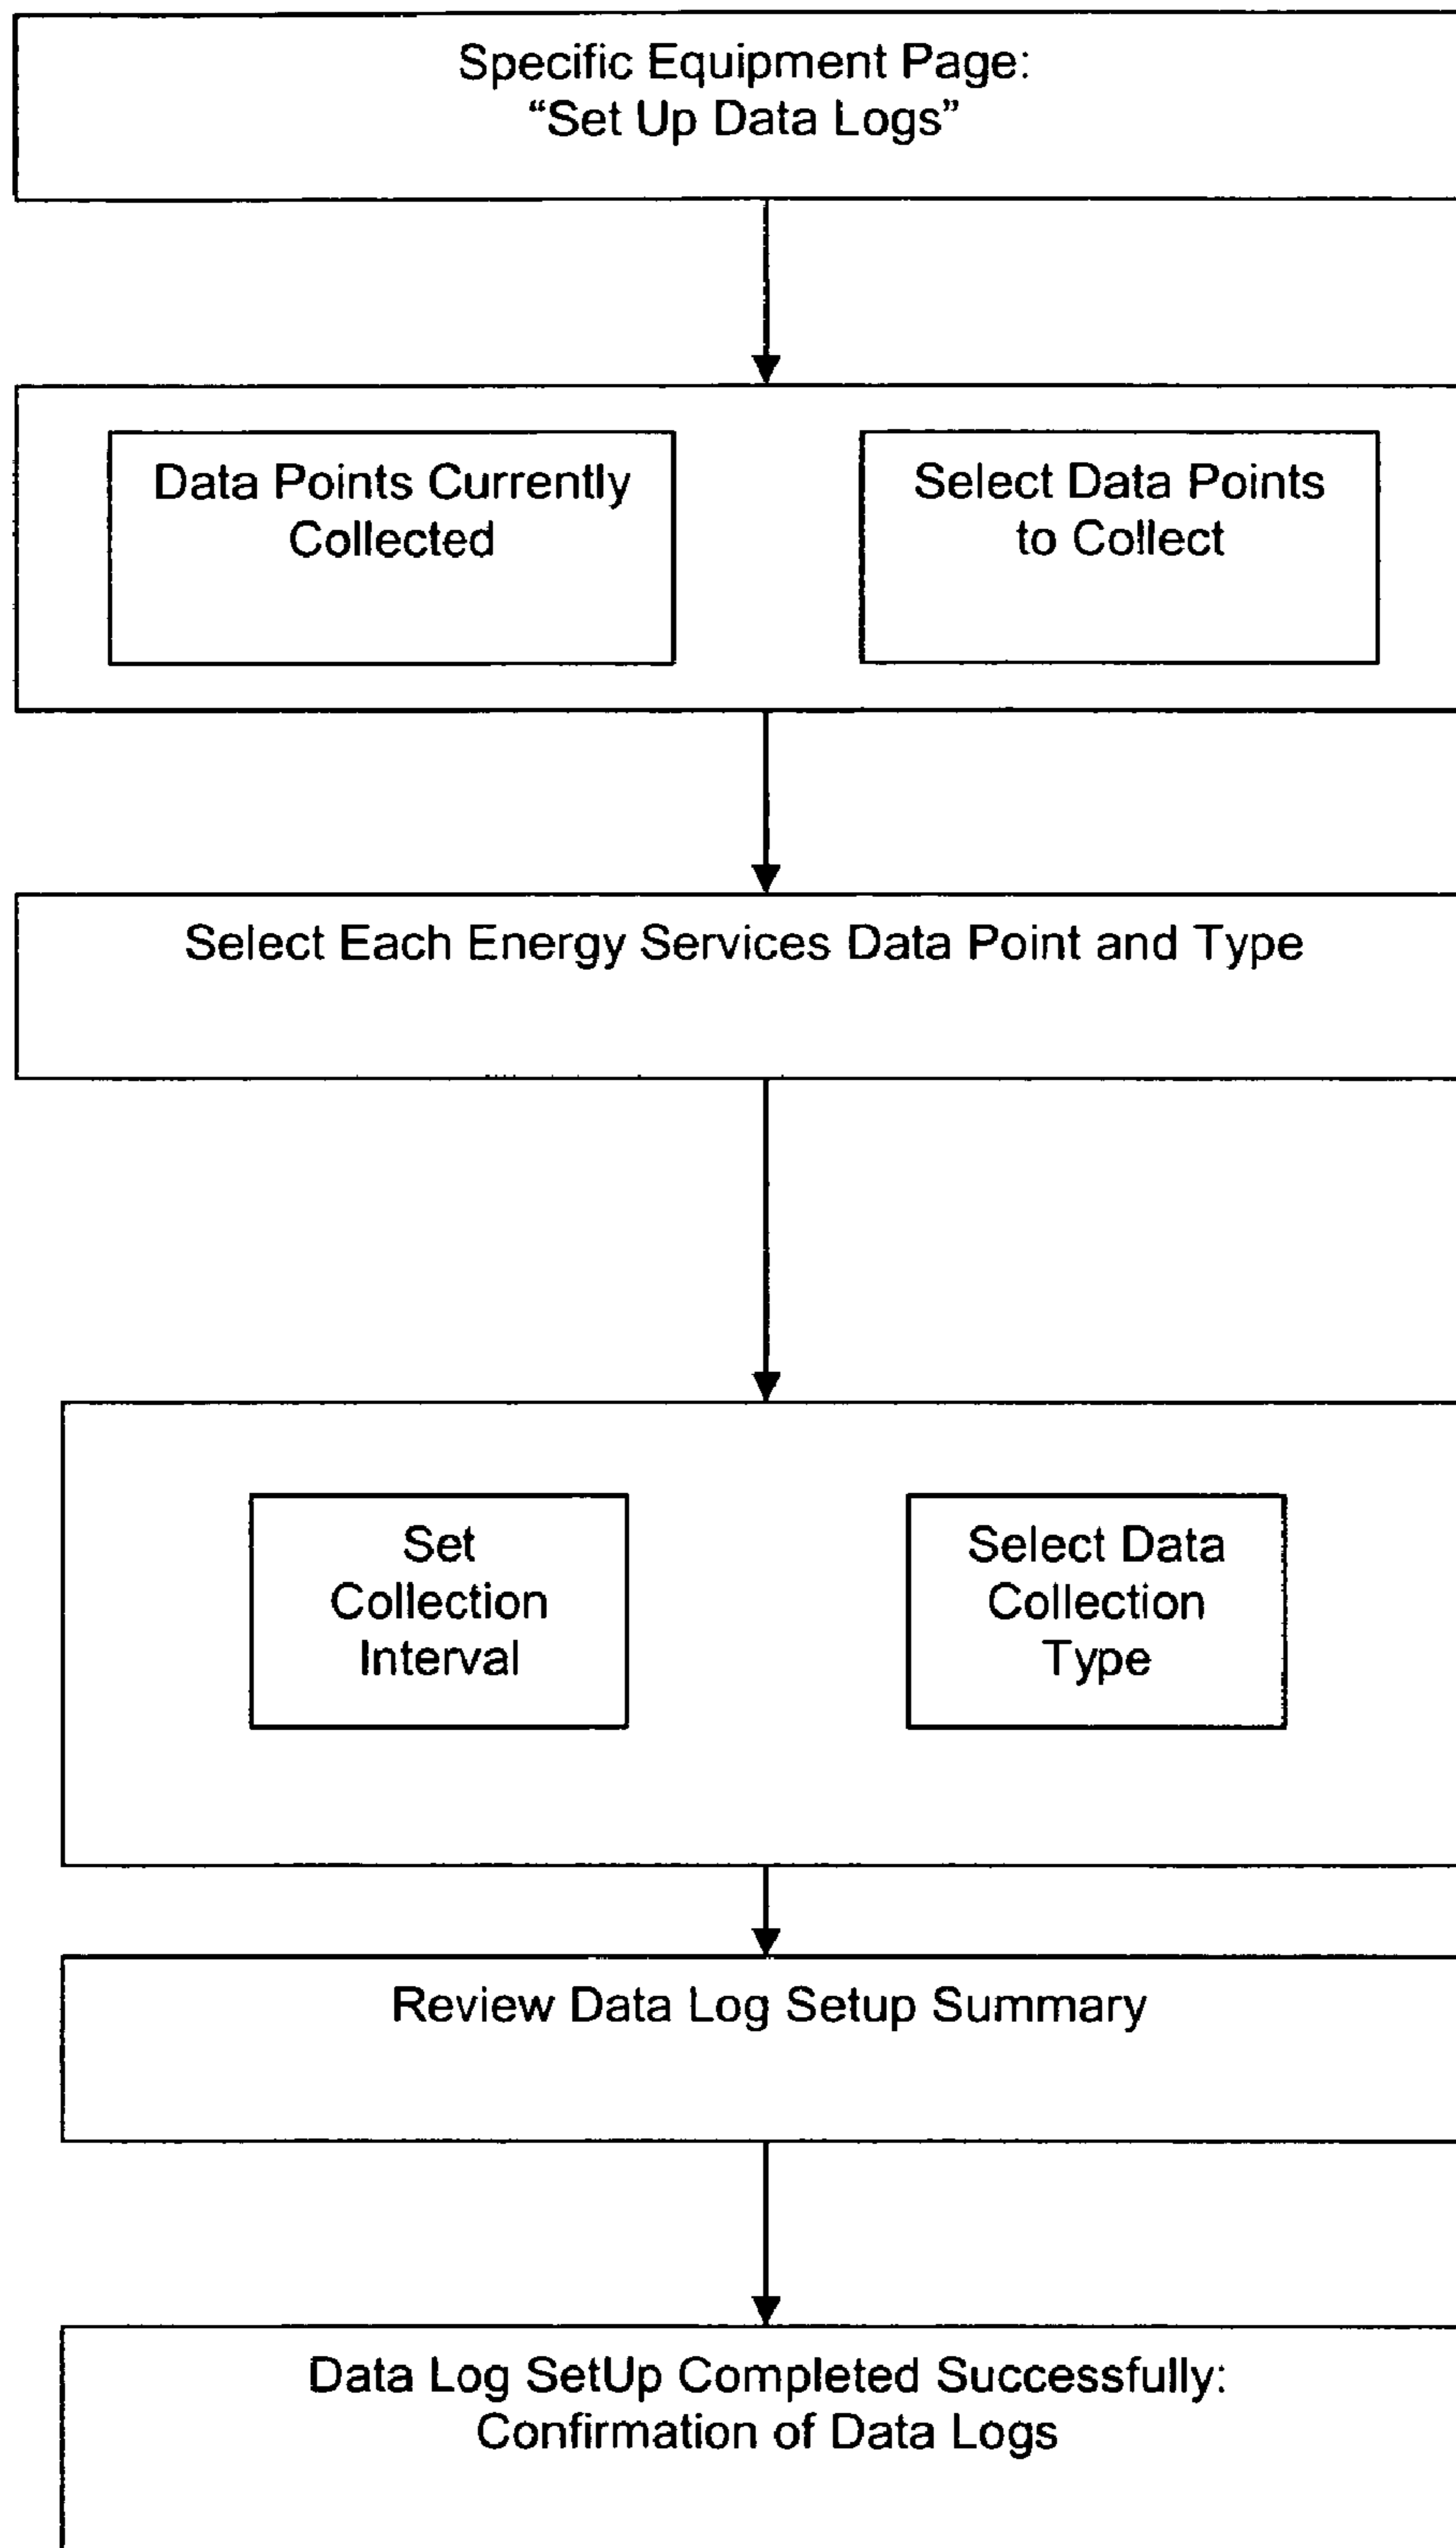 Specific Equipment Page:
“Set Up Data Logs”
Data Points Currently
Collected
Select Data Points
to Collect
Select Each Energy Services Data Point and Type
Set
Collection
Interval
Select Data
Collection
Type
Review Data Log Setup Summary
Data Log SetUp Completed Successfully:
Confirmation of Data Logs